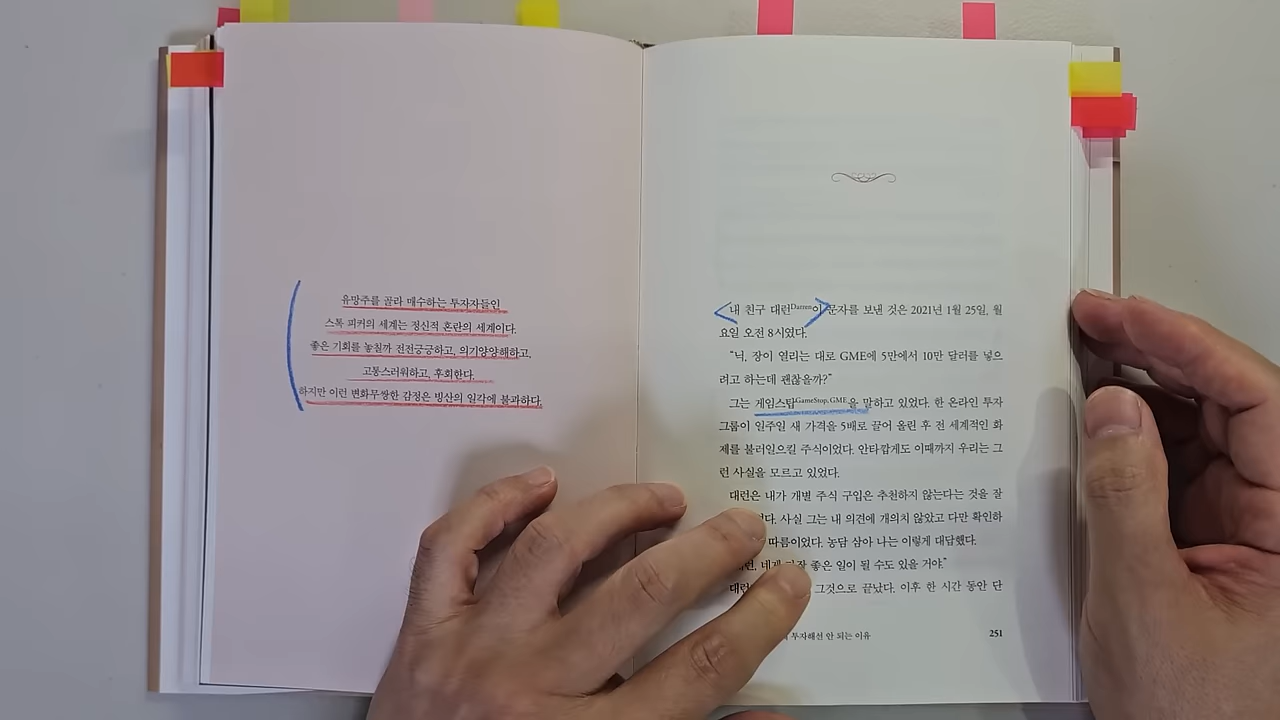 유망주를 골라 매수하는 투자자들인
스톡 피커의 세계는 정신적 혼란의 세계이다.
좋은 기회를 놓칠까 전전긍긍하고, 의기양양해하고,
고통스러워하고, 후회한다.
하지만 이런 변화무쌍한 감정은 빙산의 일각에 불과하다.
내 친구 대런Darren이 문자를 보낸 것은 2021년 1월 25일, 월
요일 오전 8시였다.
“닉, 장이 열리는 대로 GME에 5만에서 10만 달러를 넣으
려고 하는데 괜찮을까?”
그는 게임스탑GameStop, GME을 말하고 있었다. 한 온라인 투자
그룹이 일주일 새 가격을 5배로 끌어 올린 후 전 세계적인 화
제를 불러일으킬 주식이었다. 안타깝게도 이때까지 우리는 그
런 사실을 모르고 있었다.
대런은 내가 개별 주식 구입은 추천하지 않는다는 것을 잘
사실 그는 내 의견에 개의치 않았고 다만 확인하
따름이었다. 농담 삼아 나는 이렇게 대답했다.
네게 좋은 일이 될 수도 있을 거야.”
그것으로 끝났다. 이후 한 시간 동안 단
투자해선 안 되는 이유
251